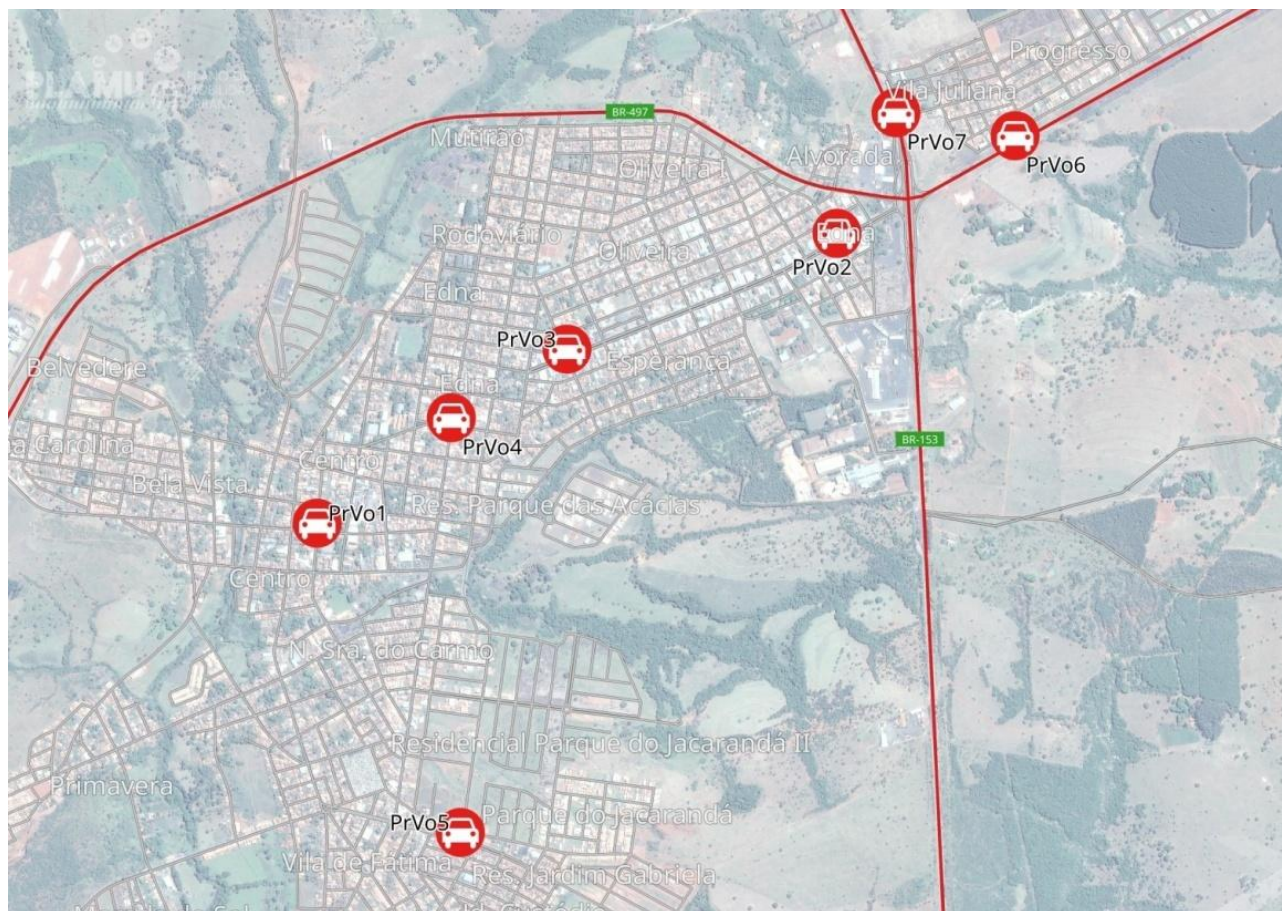 PLAMU
Progresso
Vila Juliana
BR-497
Mutirão
PrVo7
Alvorada
PrVo6
Oliveira I
Rodoviário
Edna
Oliveira
PrVo2
Edna
PrVo3
Esperança
Belvedere
Edna
PrVo4
BR-153
na Carolina
Centro
Bela Vista
PrVo1
Res. Parque das Acácias
Centro
N. Sra. do Carmo
Residencial Parque do Jacarandá II
Primavera
Parque do Jacarandá
PrVo5
Vila de Fátima
Res. Jardim Gabriela